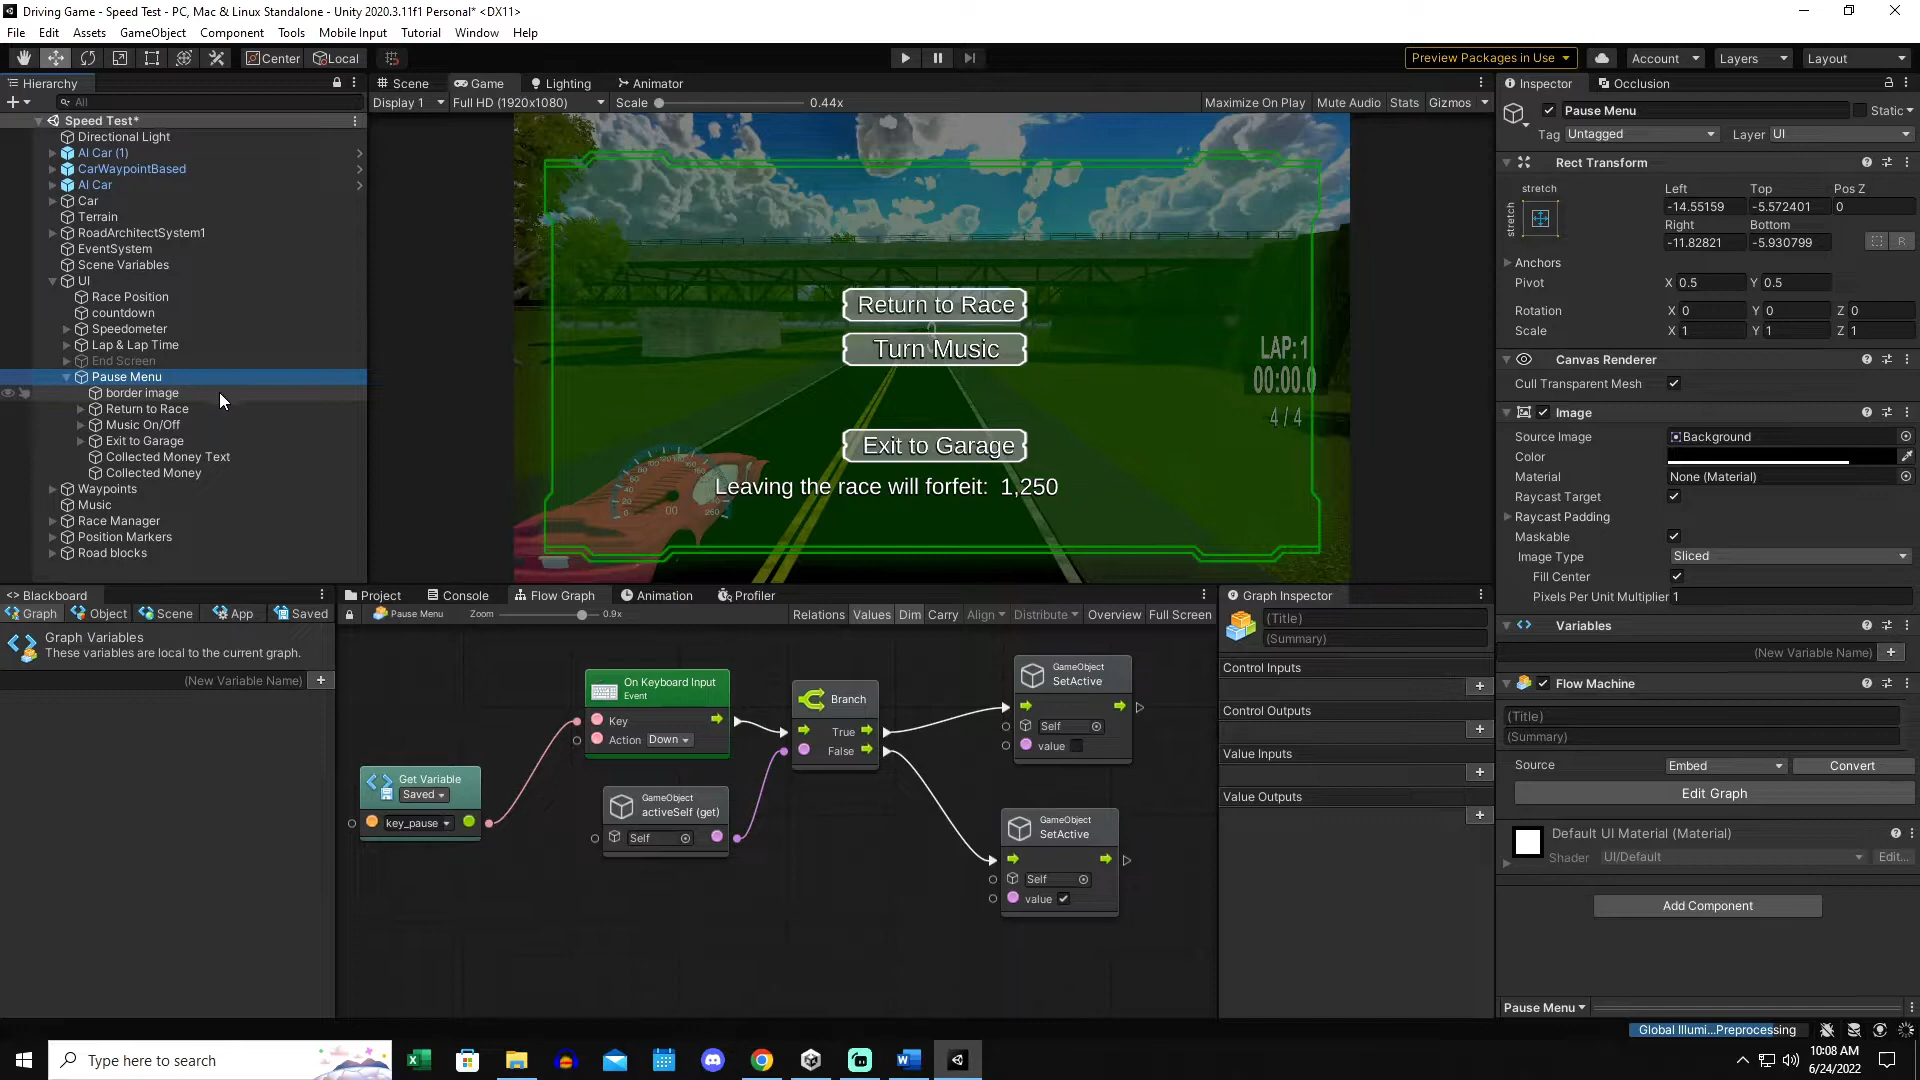 Driving Game - Speed Test - PC, Mac & Linux Standalone - Unity 2020.3.11f1 Personal* <DX11>
File Edit Assets GameObject Component Tools Mobile Input Tutorial Window Help
Center Local Preview Packages in Use Account Layers Layout
Hierarchy
All
Speed Test*
Directional Light
AI Car (1)
CarWaypointBased
AI Car
Car
Terrain
RoadArchitectSystem1
EventSystem
Scene Variables
UI
Race Position
countdown
Speedometer
Lap & Lap Time
End Screen
Pause Menu
border image
Return to Race
Music On/Off
Exit to Garage
Collected Money Text
Collected Money
Waypoints
Music
Race Manager
Position Markers
Road blocks
Scene Game Lighting Animator
Display 1 Full HD (1920x1080) Scale 0.44x Maximize On Play Mute Audio Stats Gizmos
Return to Race
Turn Music
Exit to Garage
Leaving the race will forfeit: 1,250
LAP:1
00:00.0
4 / 4
00
Inspector Occlusion
Pause Menu Static
Tag Untagged Layer UI
Rect Transform
stretch
stretch
Left Top Pos Z
-14.55159 -5.572401 0
Right Bottom
-11.82821 -5.930799 R
Anchors
Pivot X 0.5 Y 0.5
Rotation X 0 Y 0 Z 0
Scale X 1 Y 1 Z 1
Canvas Renderer
Cull Transparent Mesh
Image
Source Image Background
Color
Material None (Material)
Raycast Target
Raycast Padding
Maskable
Image Type Sliced
Fill Center
Pixels Per Unit Multiplier 1
Variables
(New Variable Name)
Flow Machine
(Title)
(Summary)
Source Embed Convert
Edit Graph
Default UI Material (Material)
Shader UI/Default Edit...
Add Component
Pause Menu
Global Illumi...Preprocessing
<> Blackboard
Graph Object Scene App Saved
Graph Variables
These variables are local to the current graph.
(New Variable Name)
Project Console Flow Graph Animation Profiler
Pause Menu Zoom 0.9x Relations Values Dim Carry Align Distribute Overview Full Screen
Get Variable
Saved
key_pause
On Keyboard Input
Event
Key
Action Down
GameObject
activeSelf (get)
Self
Branch
True
False
GameObject
SetActive
Self
value
GameObject
SetActive
Self
value
Graph Inspector
(Title)
(Summary)
Control Inputs
Control Outputs
Value Inputs
Value Outputs
Type here to search
10:08 AM
6/24/2022